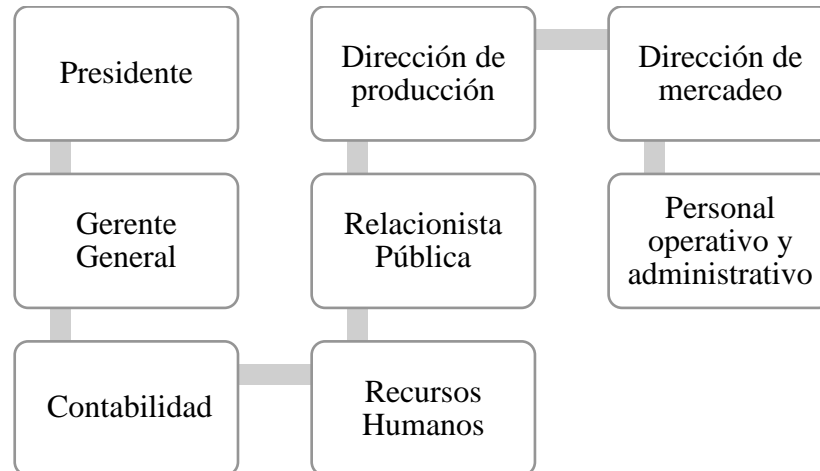 Presidente
Gerente
General
Contabilidad
Recursos
Humanos
Relacionista
Pública
Dirección de
producción
Dirección de
mercadeo
Personal
operativo y
administrativo